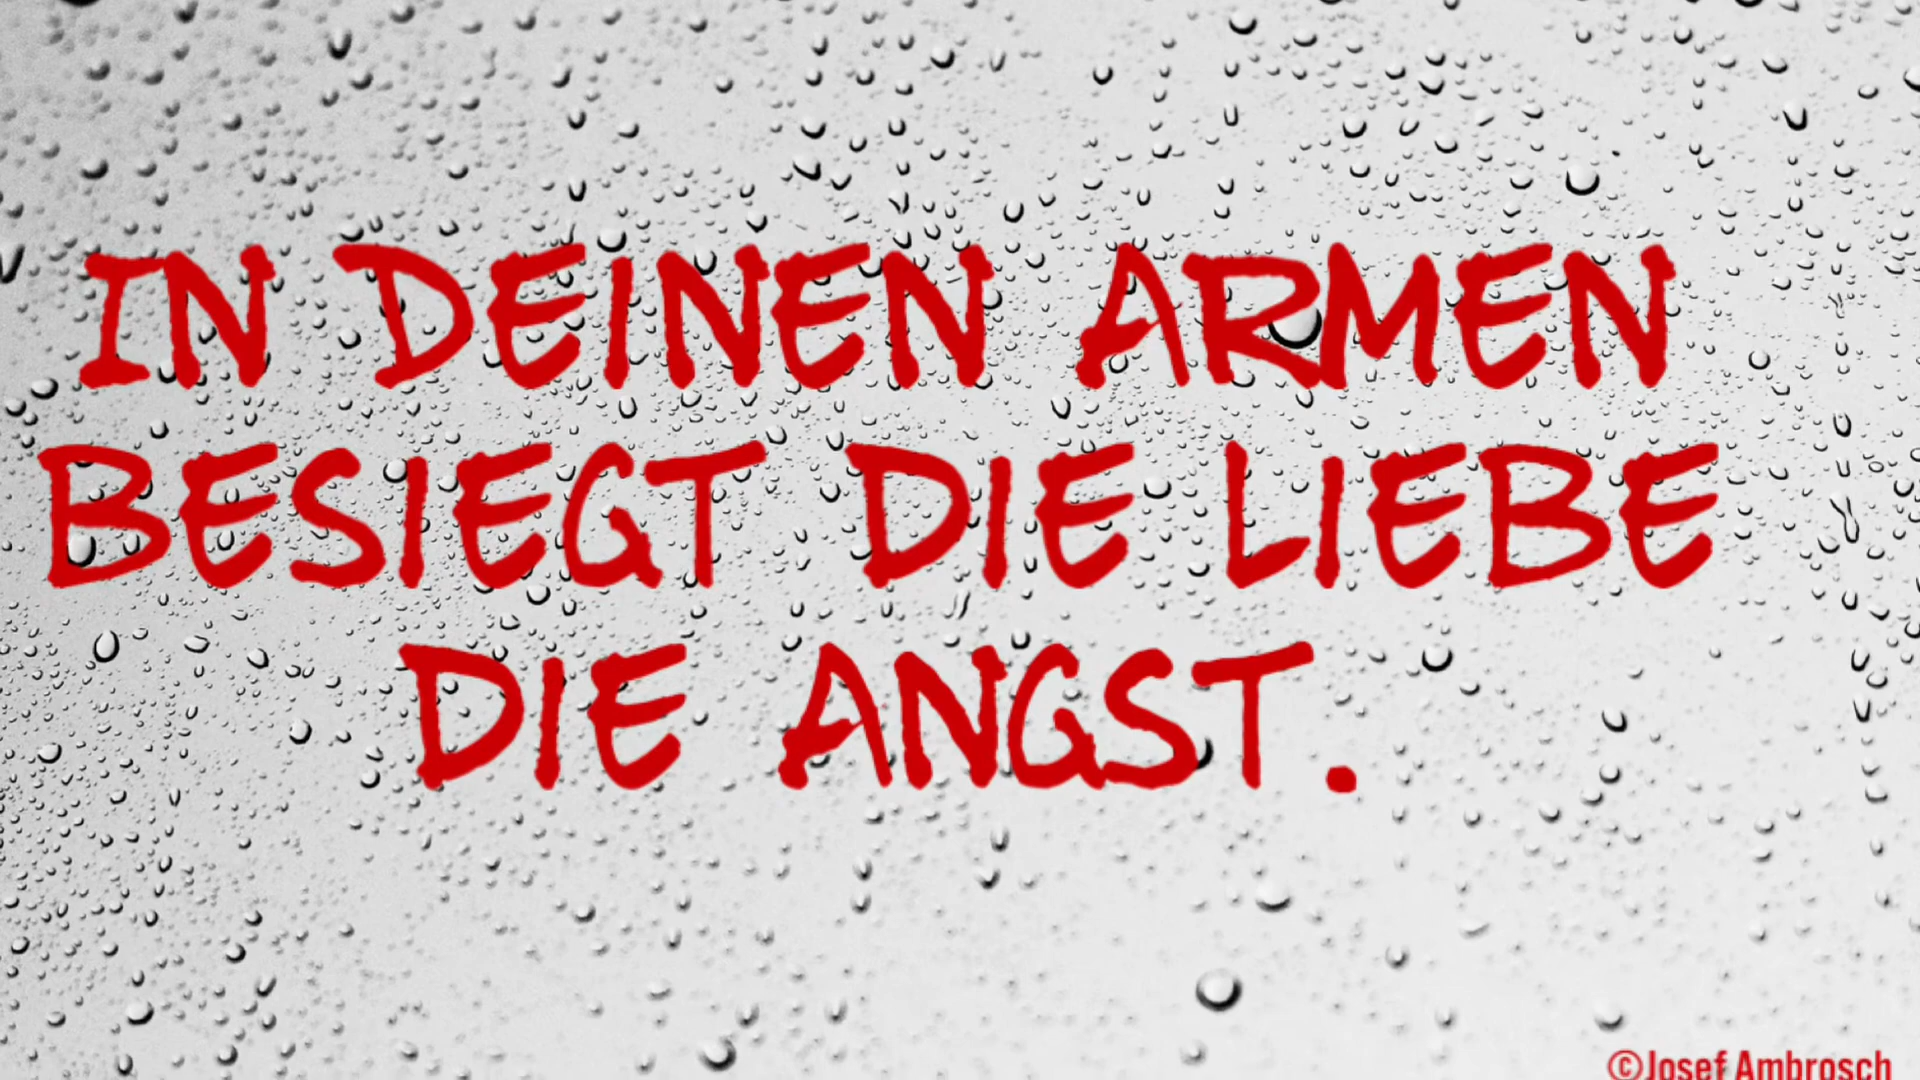 IN DEINEN ARMEN
BESIEGT DIE LIEBE
DIE ANGST.
©Josef Ambrosch